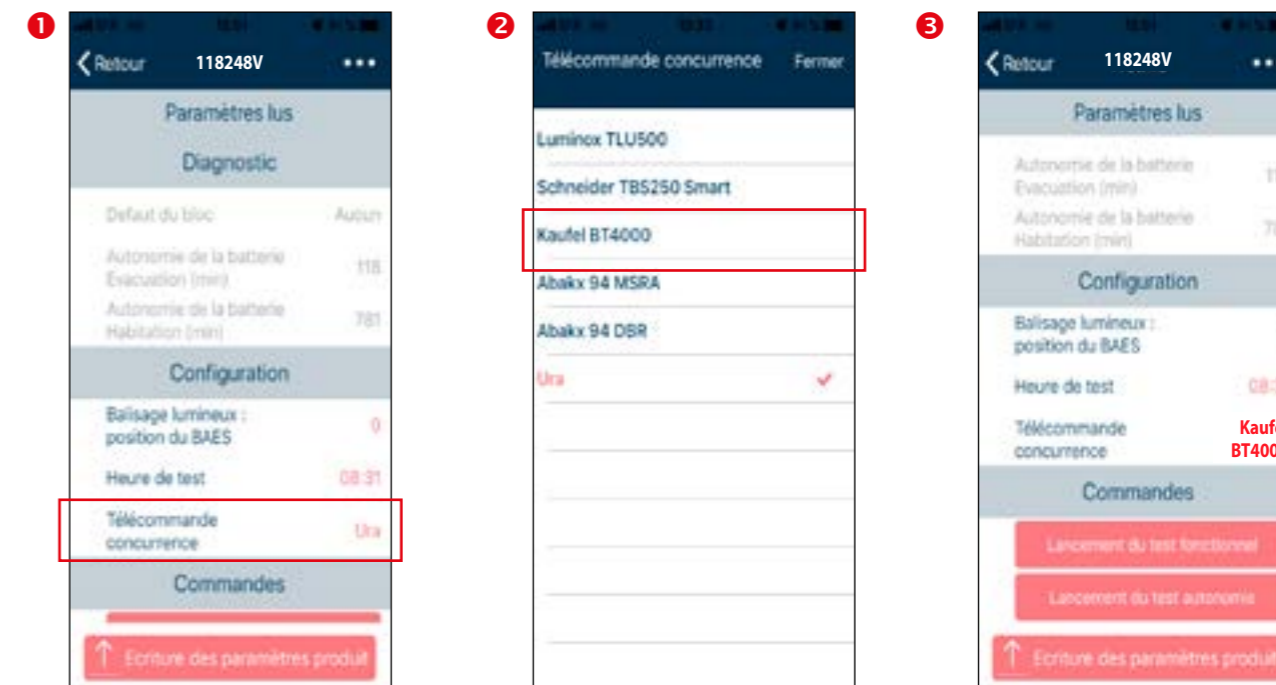 1
Retour 118248V
Paramètres lus
Diagnostic
Defaut du bloc Aucun
Autonomie de la batterie
Evacuation (min) 118
Autonomie de la batterie
Habitation (min) 781
Configuration
Balisage lumineux :
position du BAES 0
Heure de test 08:31
Télécommande
concurrence Ura
Commandes
Ecriture des paramètres produit
2
Télécommande concurrence Fermer
Luminox TLU500
Schneider TBS250 Smart
Kaufel BT4000
Abakx 94 MSRA
Abakx 94 DBR
Ura
3
Retour 118248V
Paramètres lus
Autonomie de la batterie
Evacuation (min)
Autonomie de la batterie
Habitation (min)
Configuration
Balisage lumineux :
position du BAES
Heure de test
Télécommande
concurrence
Kaufe
BT400
Commandes
Lancement du test fonctionnel
Lancement du test autonomie
Ecriture des paramètres produit